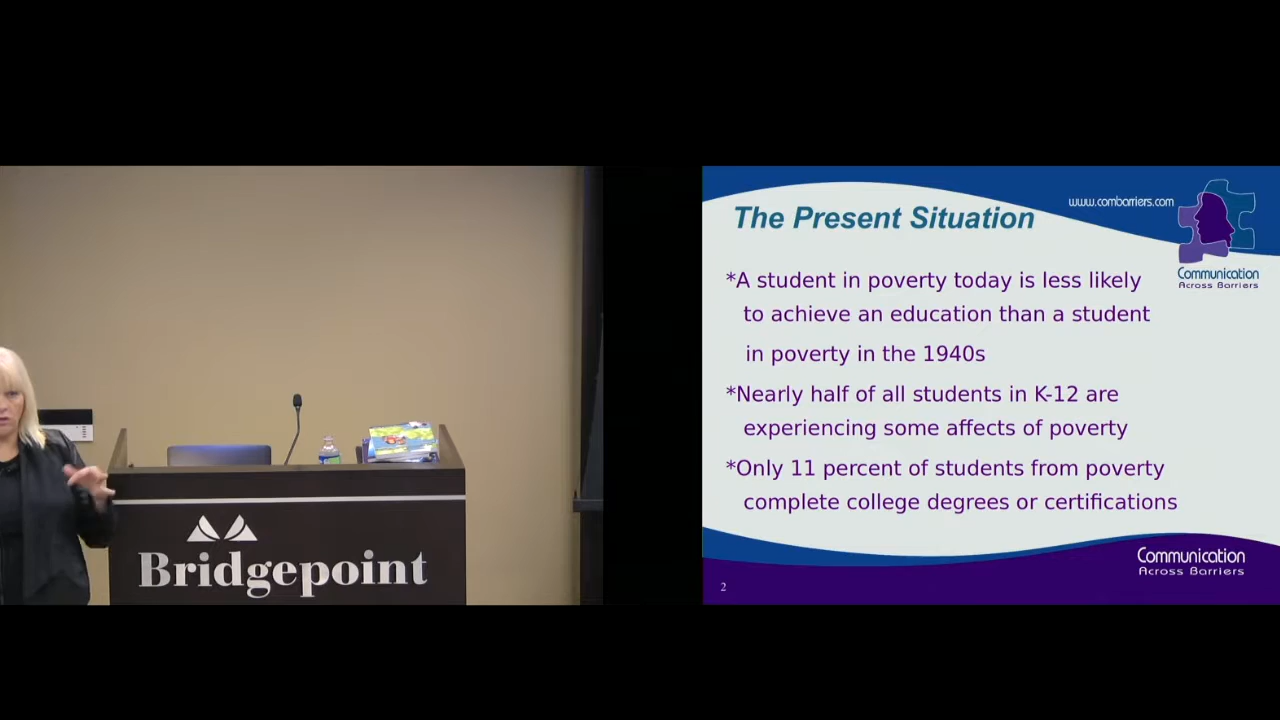 Bridgepoint
The Present Situation
www.combarriers.com
Communication
Across Barriers
*A student in poverty today is less likely
to achieve an education than a student
in poverty in the 1940s
*Nearly half of all students in K-12 are
experiencing some affects of poverty
*Only 11 percent of students from poverty
complete college degrees or certifications
Communication
Across Barriers
2